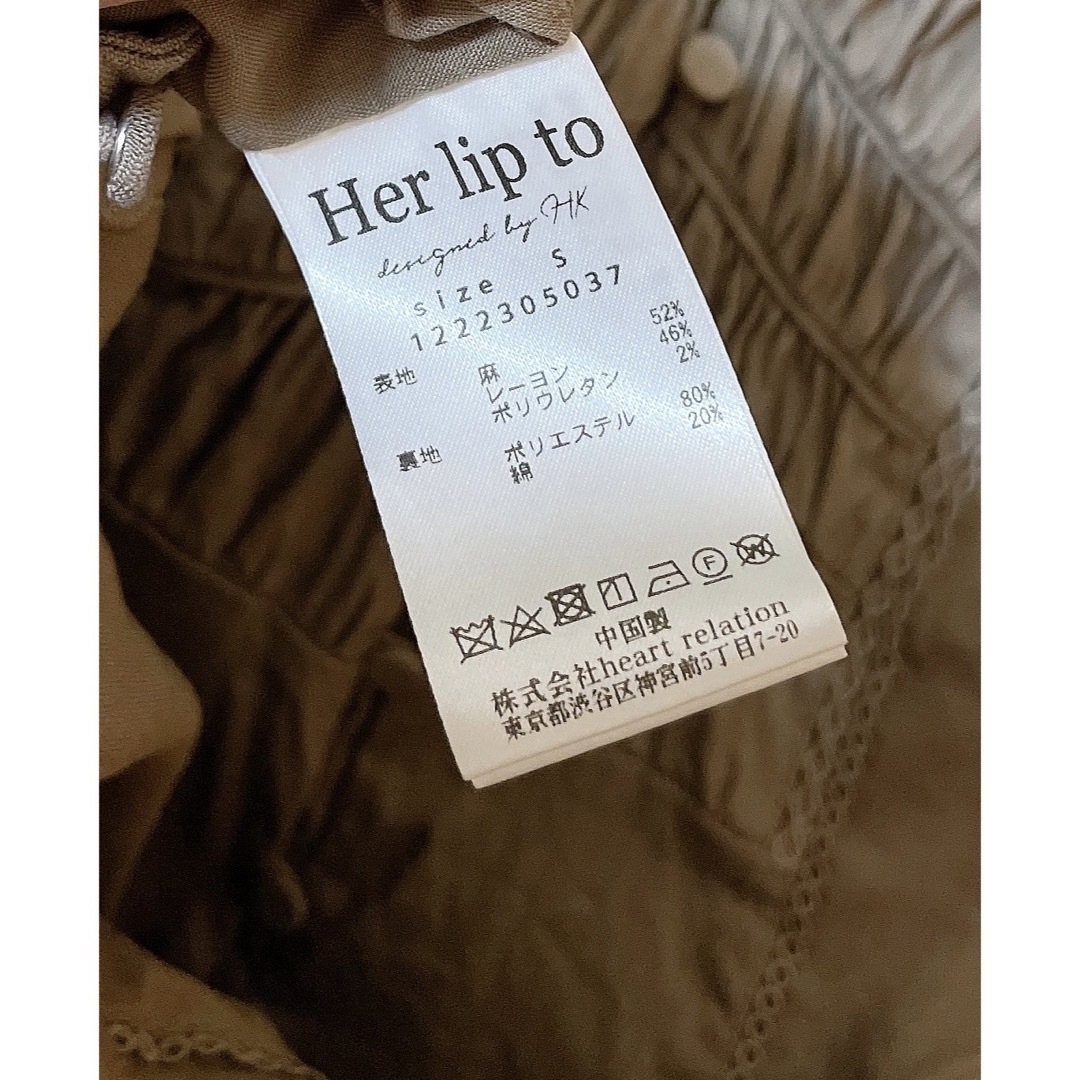 Her lip to
designed by HK
size S
1222305037
表地 麻 52%
レーヨン 46%
ポリウレタン 2%
裏地 ポリエステル 80%
綿 20%
F W
中国製
株式会社heart relation
東京都渋谷区神宮前5丁目7-20